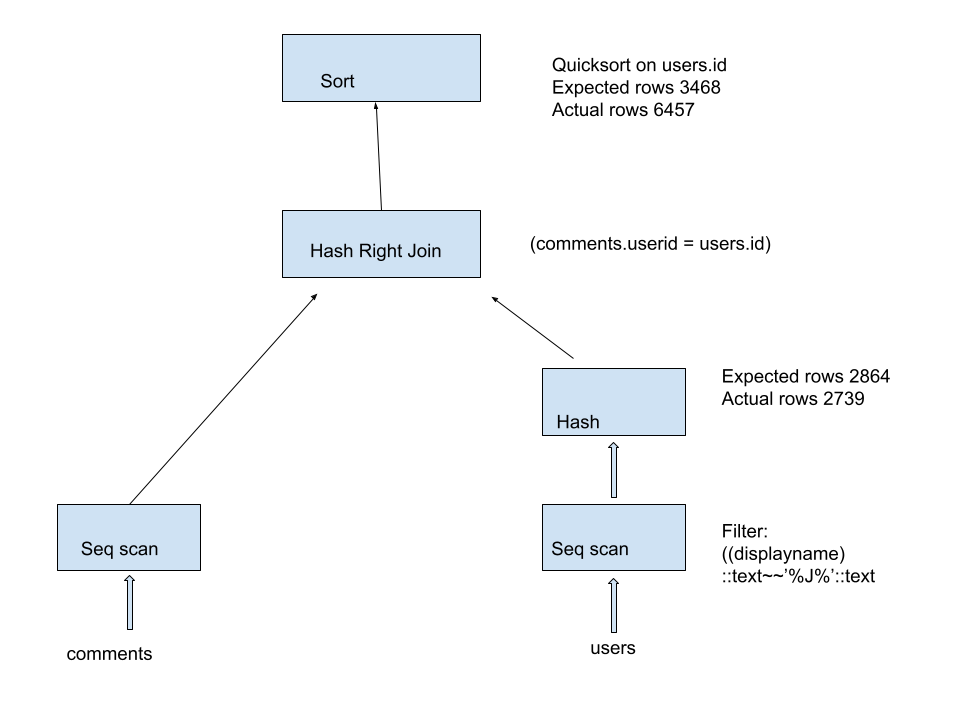 Sort
Quicksort on users.id
Expected rows 3468
Actual rows 6457
Hash Right Join
(comments.userid = users.id)
Hash
Expected rows 2864
Actual rows 2739
Seq scan
Seq scan
Filter:
((displayname)
::text~~’%J%’::text
comments
users